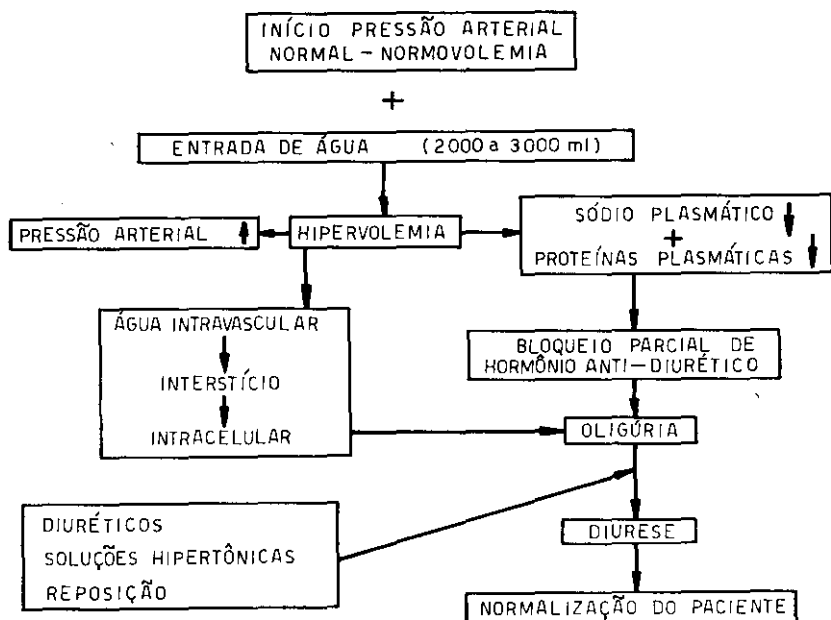 INÍCIO PRESSÃO ARTERIAL
NORMAL – NORMOVOLEMIA
+
ENTRADA DE ÁGUA (2000 a 3000 ml)
PRESSÃO ARTERIAL
HIPERVOLEMIA
SÓDIO PLASMÁTICO
+
PROTEÍNAS PLASMÁTICAS
ÁGUA INTRAVASCULAR
INTERSTÍCIO
INTRACELULAR
BLOQUEIO PARCIAL DE
HORMÔNIO ANTI–DIURÉTICO
OLIGÚRIA
DIURÉTICOS
SOLUÇÕES HIPERTÔNICAS
REPOSIÇÃO
DIURESE
NORMALIZAÇÃO DO PACIENTE